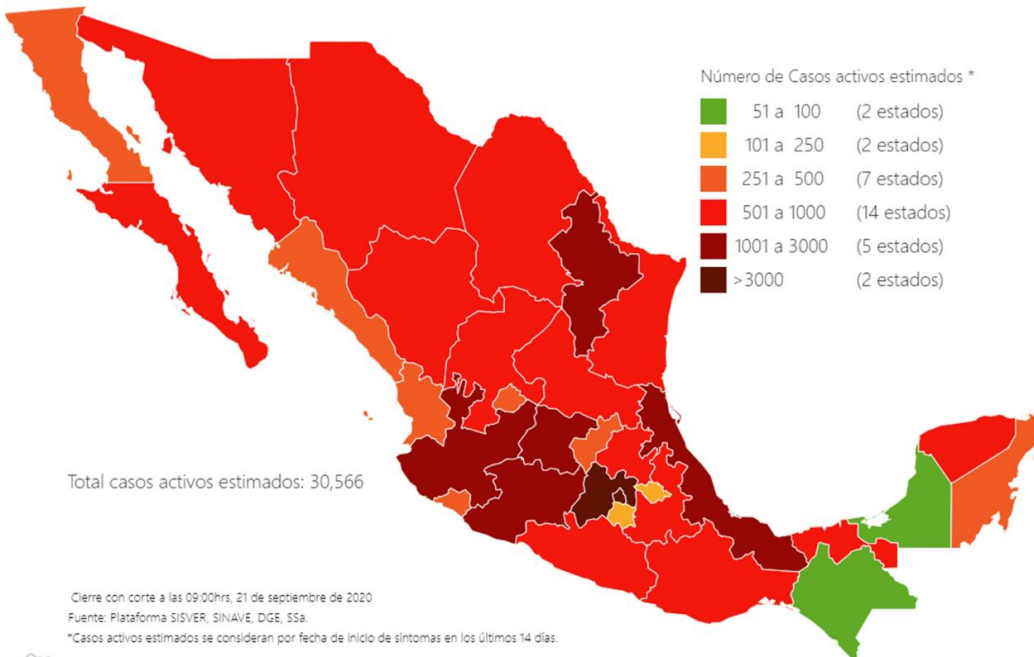 Número de Casos activos estimados *
51 a 100 (2 estados)
101 a 250 (2 estados)
251 a 500 (7 estados)
501 a 1000 (14 estados)
1001 a 3000 (5 estados)
>3000 (2 estados)
Total casos activos estimados: 30,566
Cierre con corte a las 09:00hrs, 21 de septiembre de 2020
Fuente: Plataforma SISVER, SINAVE, DGE, SSa.
*Casos activos estimados se consideran por fecha de inicio de síntomas en los últimos 14 días.